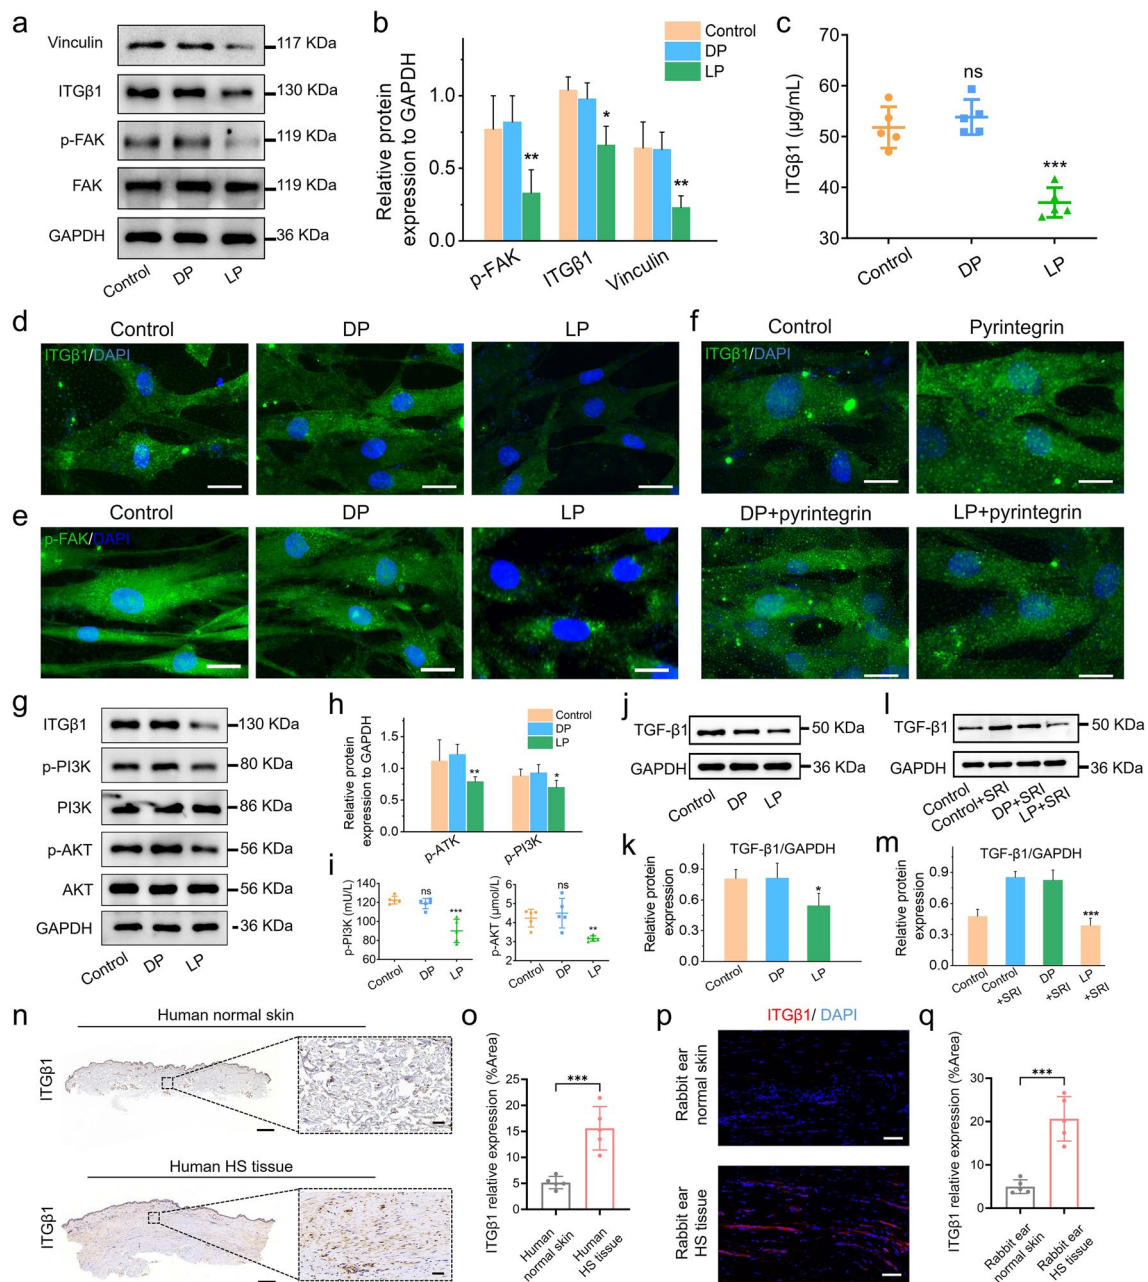 a
Vinculin
117 KDa
ITGβ1
130 KDa
p-FAK
119 KDa
FAK
119 KDa
GAPDH
36 KDa
Control
DP
LP
b
Control
DP
LP
Relative protein
expression to GAPDH
1.0
0.5
0.0
**
*
**
p-FAK
ITGβ1
Vinculin
c
ITGβ1 (μg/mL)
70
60
50
40
30
ns
***
Control
DP
LP
d
Control
DP
LP
ITGβ1/DAPI
e
Control
DP
LP
p-FAK/DAPI
f
Control
Pyrintegrin
ITGβ1/DAPI
DP+pyrintegrin
LP+pyrintegrin
g
ITGβ1
130 KDa
p-PI3K
80 KDa
PI3K
86 KDa
p-AKT
56 KDa
AKT
56 KDa
GAPDH
36 KDa
Control
DP
LP
h
Control
DP
LP
Relative protein
expression to GAPDH
1.5
1.0
0.5
0.0
**
*
p-ATK
p-PI3K
i
p-PI3K (mU/L)
120
100
80
60
ns
***
Control
DP
LP
p-AKT (μmol/L)
6
5
4
3
2
ns
**
Control
DP
LP
j
TGF-β1
50 KDa
GAPDH
36 KDa
Control
DP
LP
k
TGF-β1/GAPDH
Relative protein
expression
0.9
0.6
0.3
0.0
*
Control
DP
LP
l
TGF-β1
50 KDa
GAPDH
36 KDa
Control
Control+SRI
DP+SRI
LP+SRI
m
TGF-β1/GAPDH
Relative protein
expression
0.9
0.6
0.3
0.0
***
Control
Control
+SRI
DP
+SRI
LP
+SRI
n
Human normal skin
ITGβ1
Human HS tissue
ITGβ1
o
ITGβ1 relative expression (%Area)
25
20
15
10
5
0
***
Human
normal skin
Human
HS tissue
p
ITGβ1/ DAPI
Rabbit ear
normal skin
Rabbit ear
HS tissue
q
ITGβ1 relative expression (%Area)
30
20
10
0
***
Rabbit ear
normal skin
Rabbit ear
HS tissue